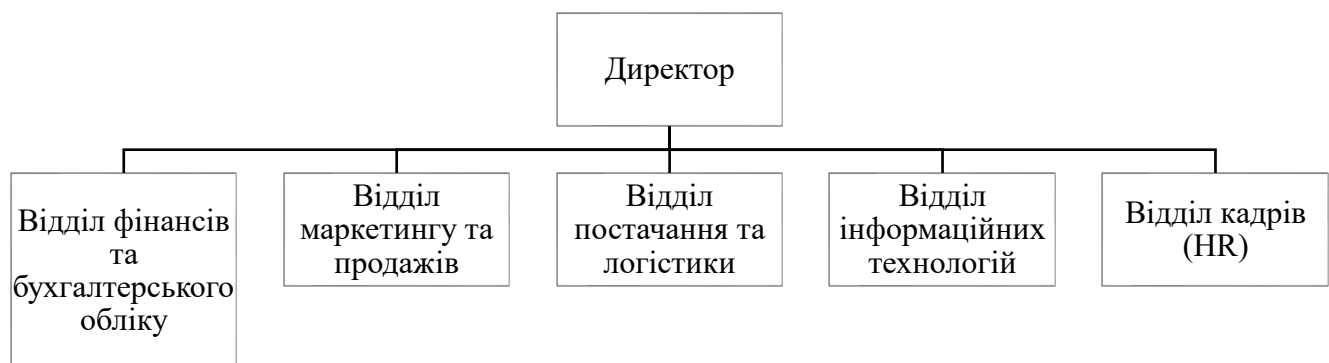 Директор
Відділ фінансів
та
бухгалтерського
обліку
Відділ
маркетингу та
продажів
Відділ
постачання та
логістики
Відділ
інформаційних
технологій
Відділ кадрів
(HR)